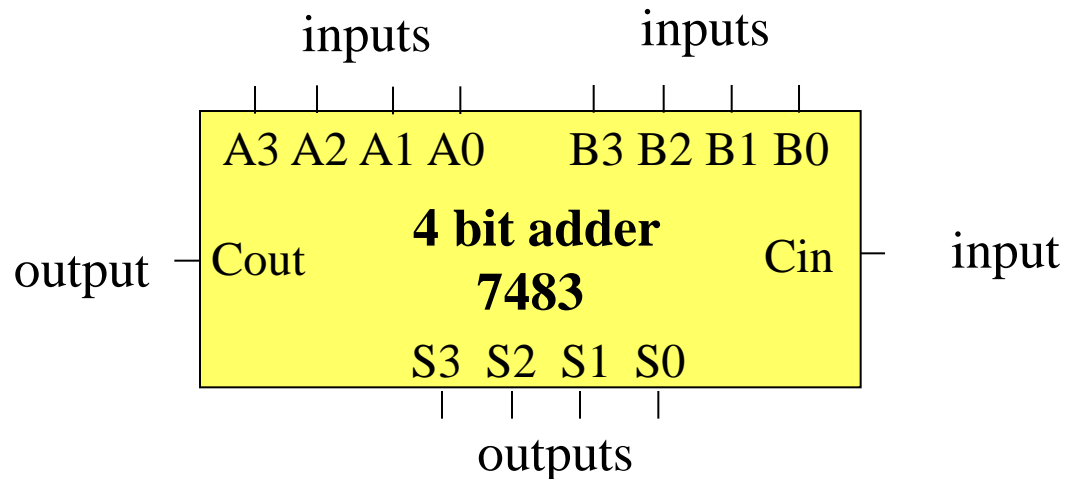 inputs inputs
A3 A2 A1 A0 B3 B2 B1 B0
4 bit adder
output Cout Cin input
7483
S3 S2 S1 S0
outputs